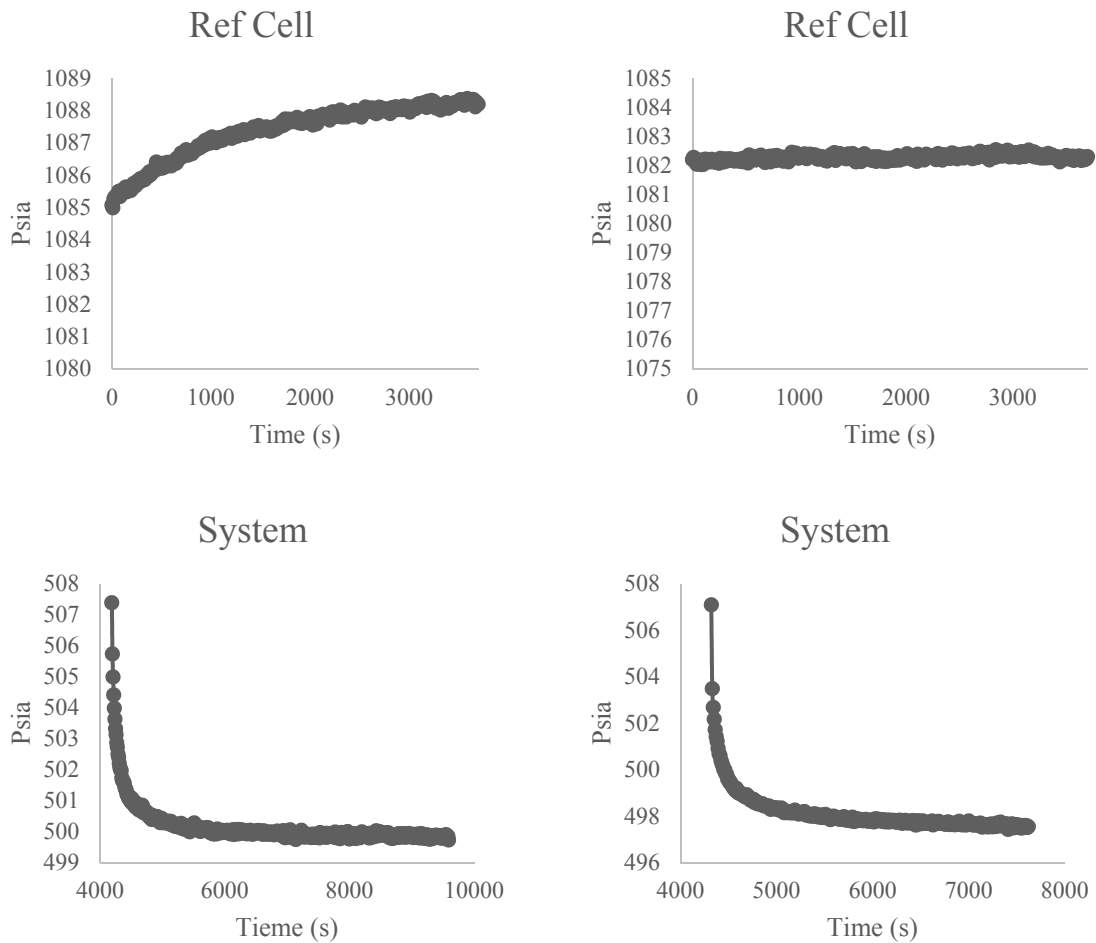 Ref Cell
1089
1088
1087
1086
1085
1084
1083
1082
1081
1080
Psia
0 1000 2000 3000
Time (s)
Ref Cell
1085
1084
1083
1082
1081
1080
1079
1078
1077
1076
1075
Psia
0 1000 2000 3000
Time (s)
System
508
507
506
505
504
503
502
501
500
499
Psia
4000 6000 8000 10000
Tieme (s)
System
508
506
504
502
500
498
496
Psia
4000 5000 6000 7000 8000
Time (s)